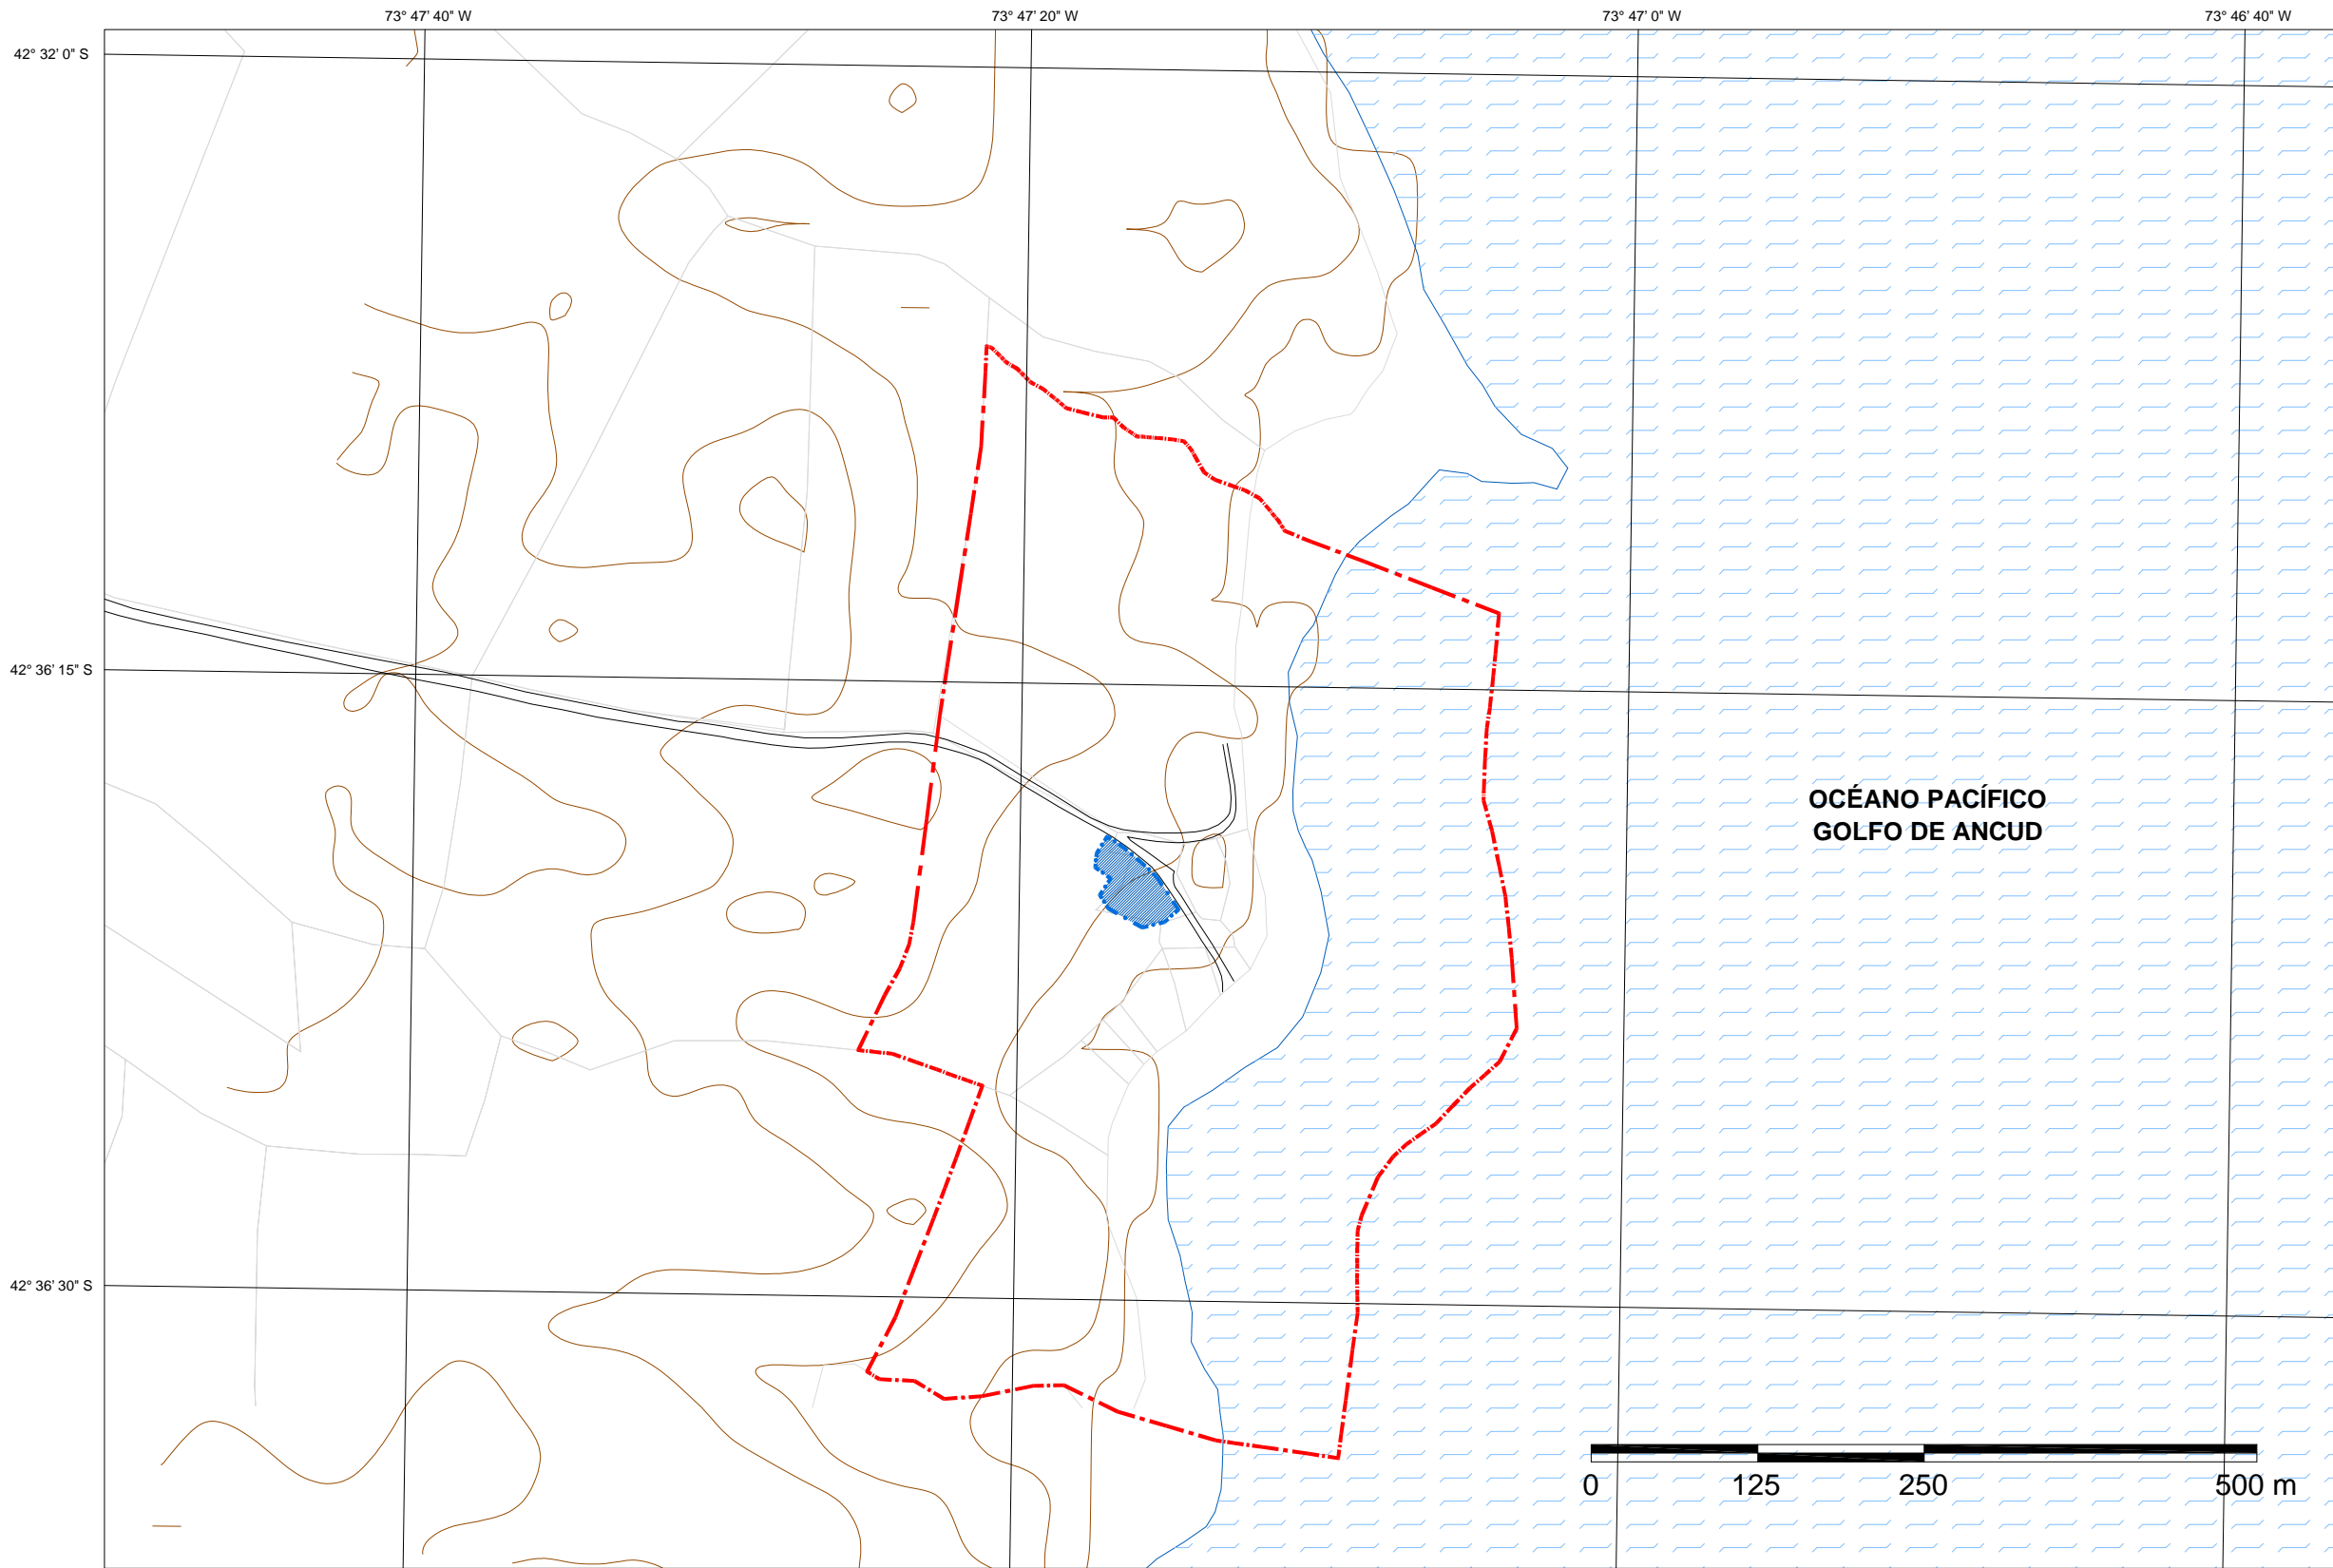 73° 47' 40" W
73° 47' 20" W
73° 47' 0" W
73° 46' 40" W
42° 32' 0" S
42° 36' 15" S
OCÉANO PACÍFICO
GOLFO DE ANCUD
42° 36' 30" S
0 125 250 500 m